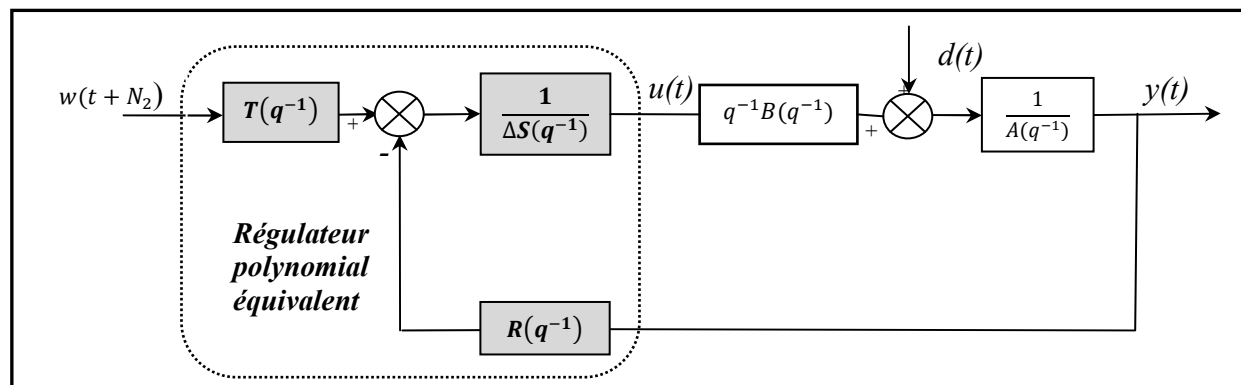 w(t + N₂)
T(q⁻¹)
+
-
1
ΔS(q⁻¹)
u(t)
q⁻¹B(q⁻¹)
+
+
d(t)
1
A(q⁻¹)
y(t)
Régulateur
polynomial
équivalent
R(q⁻¹)